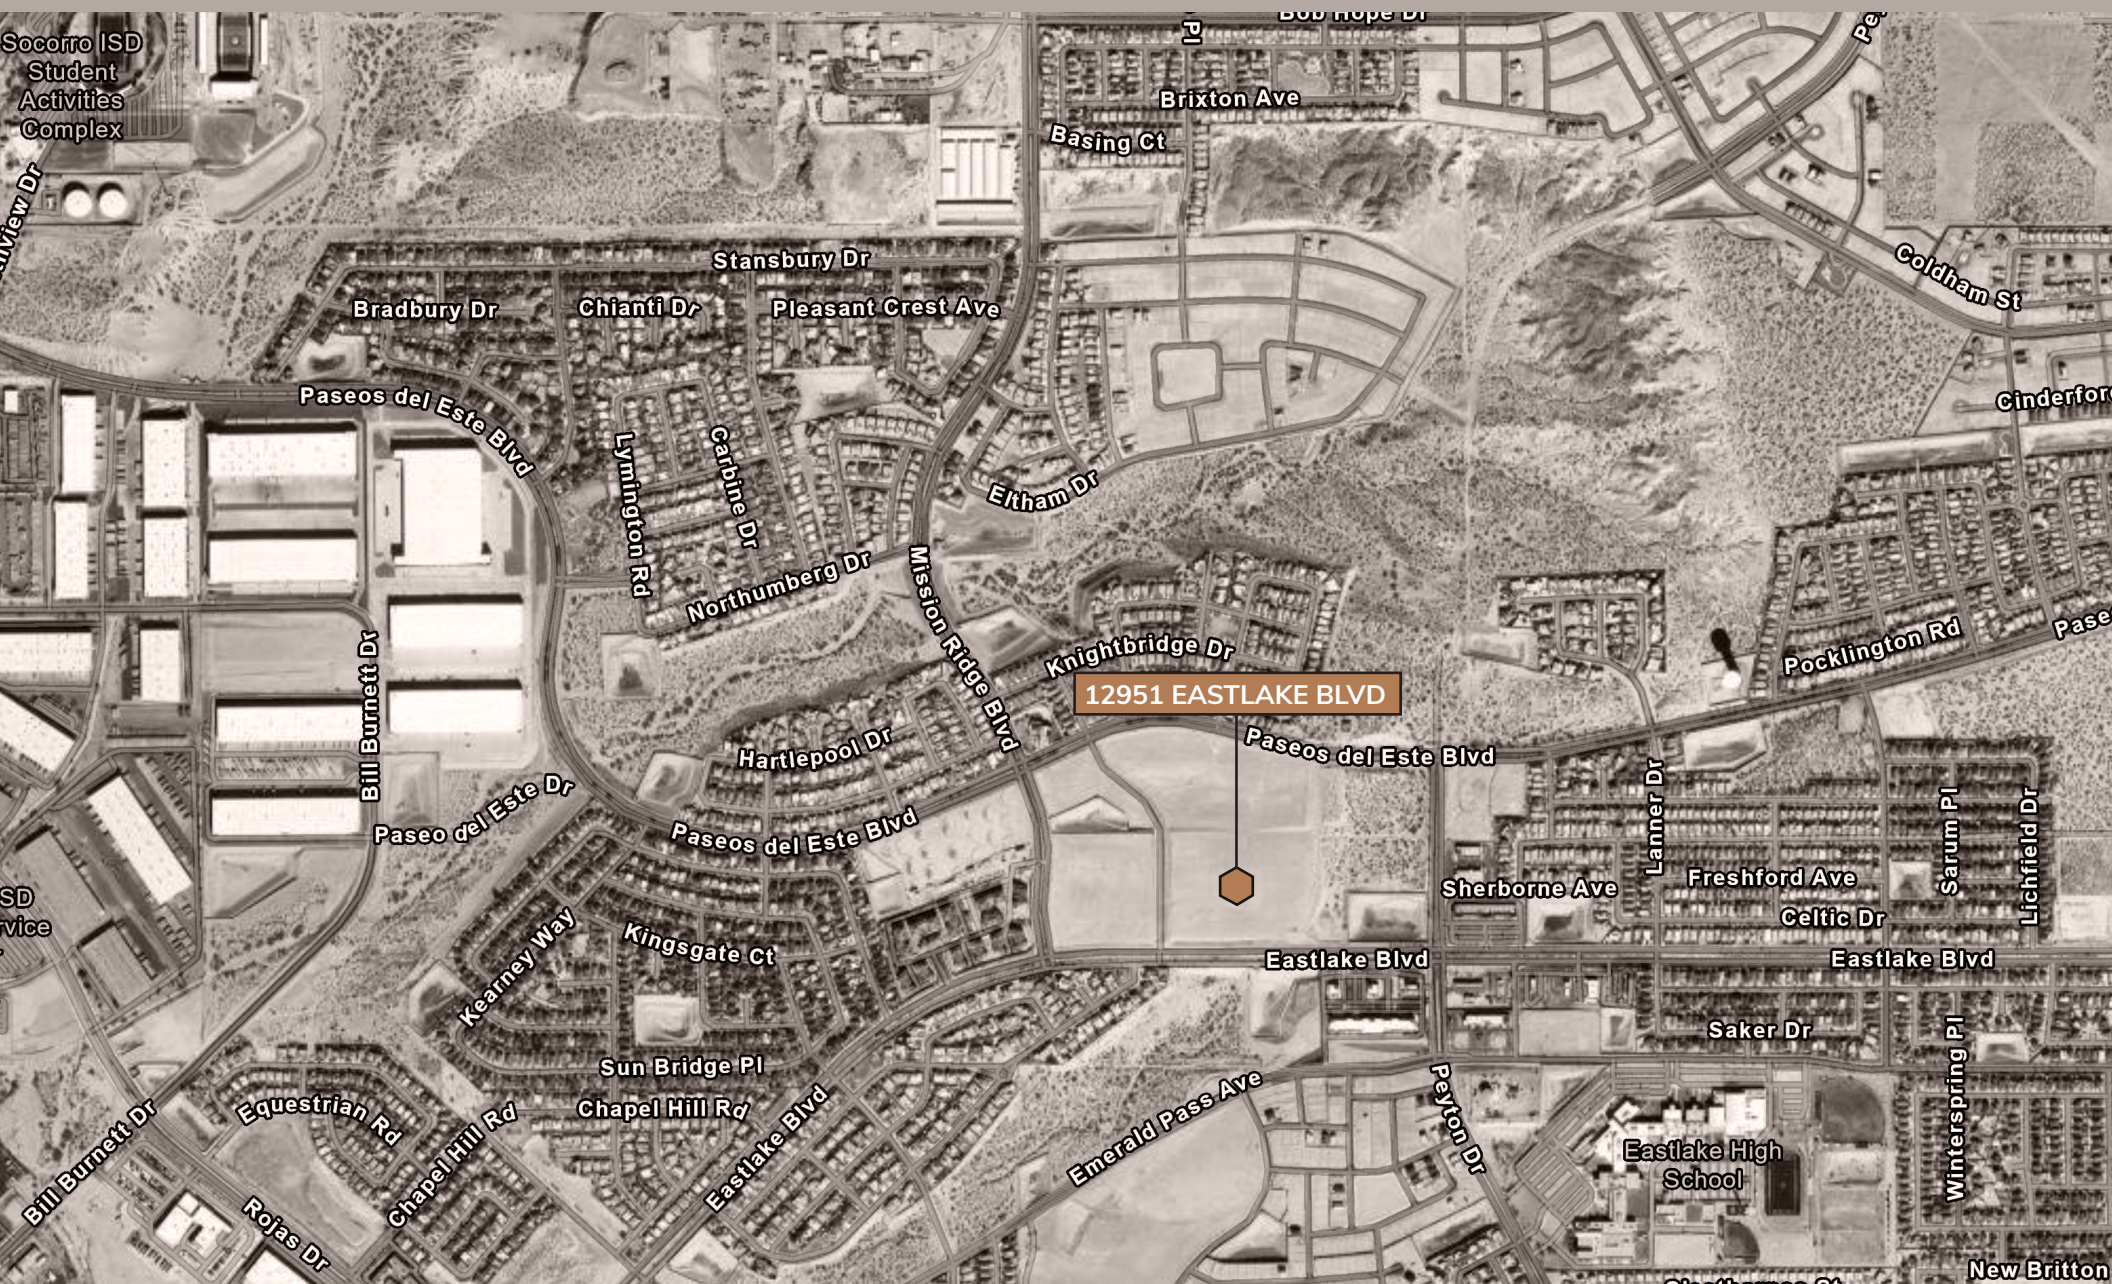 Bob Hope Dr
Pl
Socorro ISD
Student
Activities
Complex
Brixton Ave
Basing Ct
Stansbury Dr
Bradbury Dr
Chianti Dr
Pleasant Crest Ave
Coldham St
Paseos del Este Blvd
Lymington Rd
Carbine Dr
Eltham Dr
Northumberg Dr
Mission Ridge Blvd
Knightbridge Dr
Pocklington Rd
Bill Burnett Dr
12951 EASTLAKE BLVD
Hartlepool Dr
Paseos del Este Blvd
Paseo del Este Dr
Paseos del Este Blvd
Lanner Dr
Sarum Pl
Lichfield Dr
Sherborne Ave
Freshford Ave
Celtic Dr
Kearney Way
Kingsgate Ct
Eastlake Blvd
Eastlake Blvd
Saker Dr
Winterspring Pl
Sun Bridge Pl
Chapel Hill Rd
Equestrian Rd
Chapel Hill Rd
Eastlake Blvd
Emerald Pass Ave
Peyton Dr
Eastlake High
School
Bill Burnett Dr
Rojas Dr
New Britton